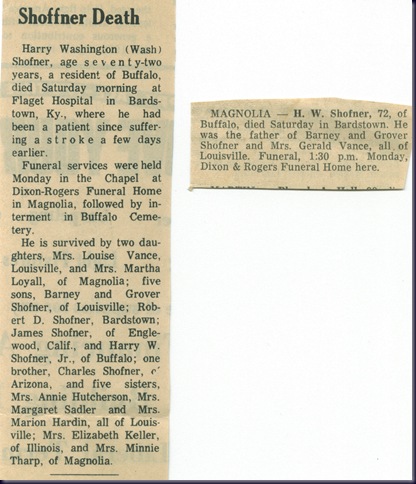 Shoffner Death
Harry Washington (Wash)
Shofner, age seventy-two
years, a resident of Buffalo,
died Saturday morning at
Flaget Hospital in Bards-
town, Ky., where he had
been a patient since suffer-
ing a stroke a few days
earlier.
Funeral services were held
Monday in the Chapel at
Dixon-Rogers Funeral Home
in Magnolia, followed by in-
terment in Buffalo Ceme-
tery.
He is survived by two dau-
ghters, Mrs. Louise Vance,
Louisville, and Mrs. Martha
Loyall, of Magnolia; five
sons, Barney and Grover
Shofner, of Louisville; Rob-
ert D. Shofner, Bardstown;
James Shofner, of Engle-
wood, Calif., and Harry W.
Shofner, Jr., of Buffalo; one
brother, Charles Shofner, o'
Arizona, and five sisters,
Mrs. Annie Hutcherson, Mrs.
Margaret Sadler and Mrs.
Marion Hardin, all of Louis-
ville; Mrs. Elizabeth Keller,
of Illinois, and Mrs. Minnie
Tharp, of Magnolia.
MAGNOLIA — H. W. Shofner, 72, of
Buffalo, died Saturday in Bardstown. He
was the father of Barney and Grover
Shofner and Mrs. Gerald Vance, all of
Louisville. Funeral, 1:30 p.m. Monday,
Dixon & Rogers Funeral Home here.